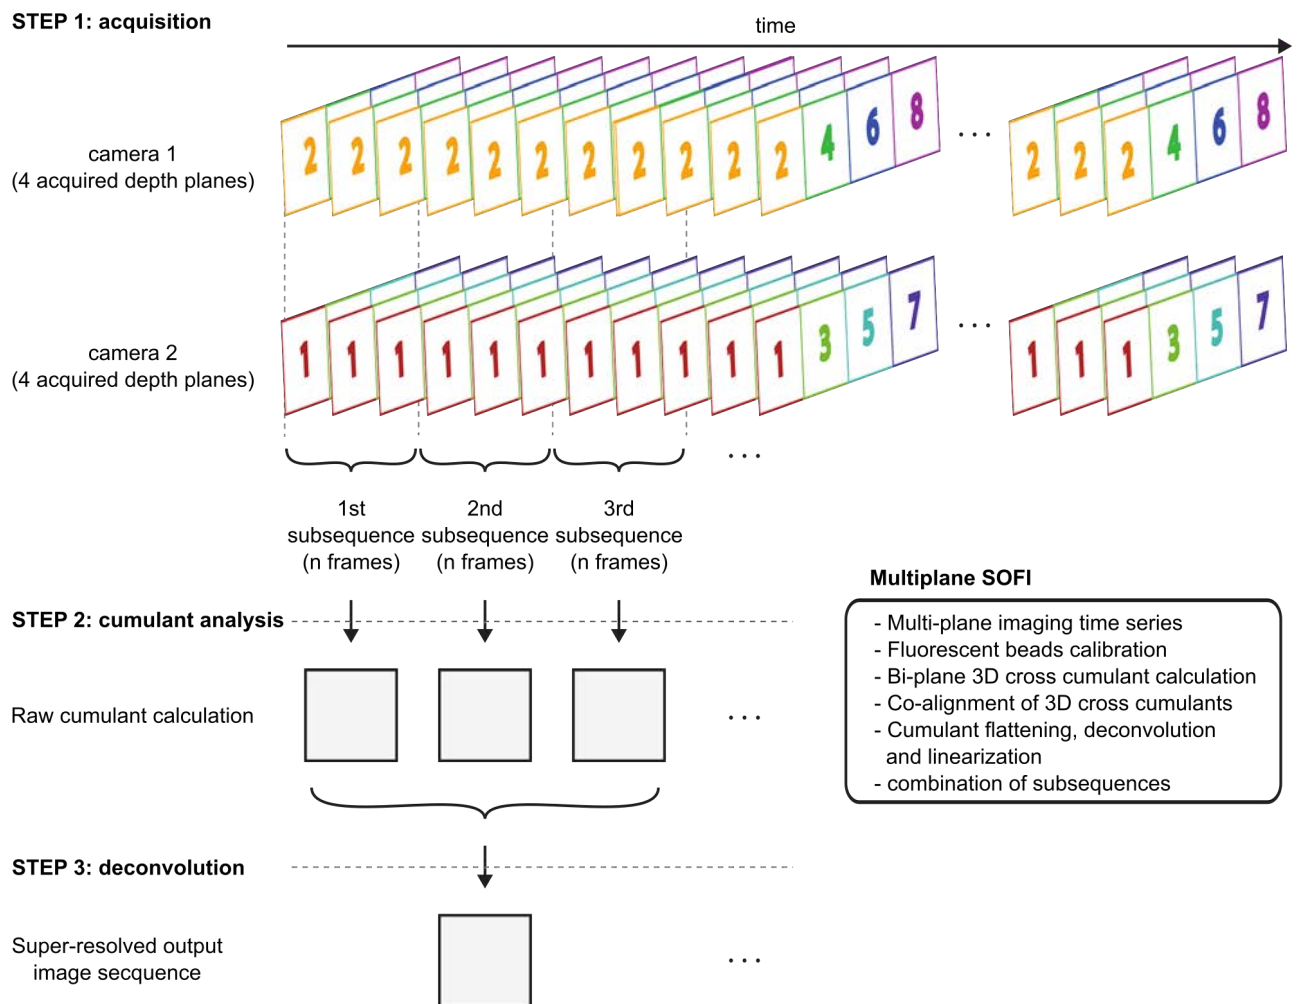 STEP 1: acquisition
time
camera 1
(4 acquired depth planes)
2 2 2 2 2 2 2 2 2 2 2 4 6 8 ... 2 2 2 4 6 8
camera 2
(4 acquired depth planes)
1 1 1 1 1 1 1 1 1 1 1 3 5 7 ... 1 1 1 3 5 7
...
1st
subsequence
(n frames)
2nd
subsequence
(n frames)
3rd
subsequence
(n frames)
STEP 2: cumulant analysis
Raw cumulant calculation
...
Multiplane SOFI
- Multi-plane imaging time series
- Fluorescent beads calibration
- Bi-plane 3D cross cumulant calculation
- Co-alignment of 3D cross cumulants
- Cumulant flattening, deconvolution
and linearization
- combination of subsequences
STEP 3: deconvolution
Super-resolved output
image secquence
...